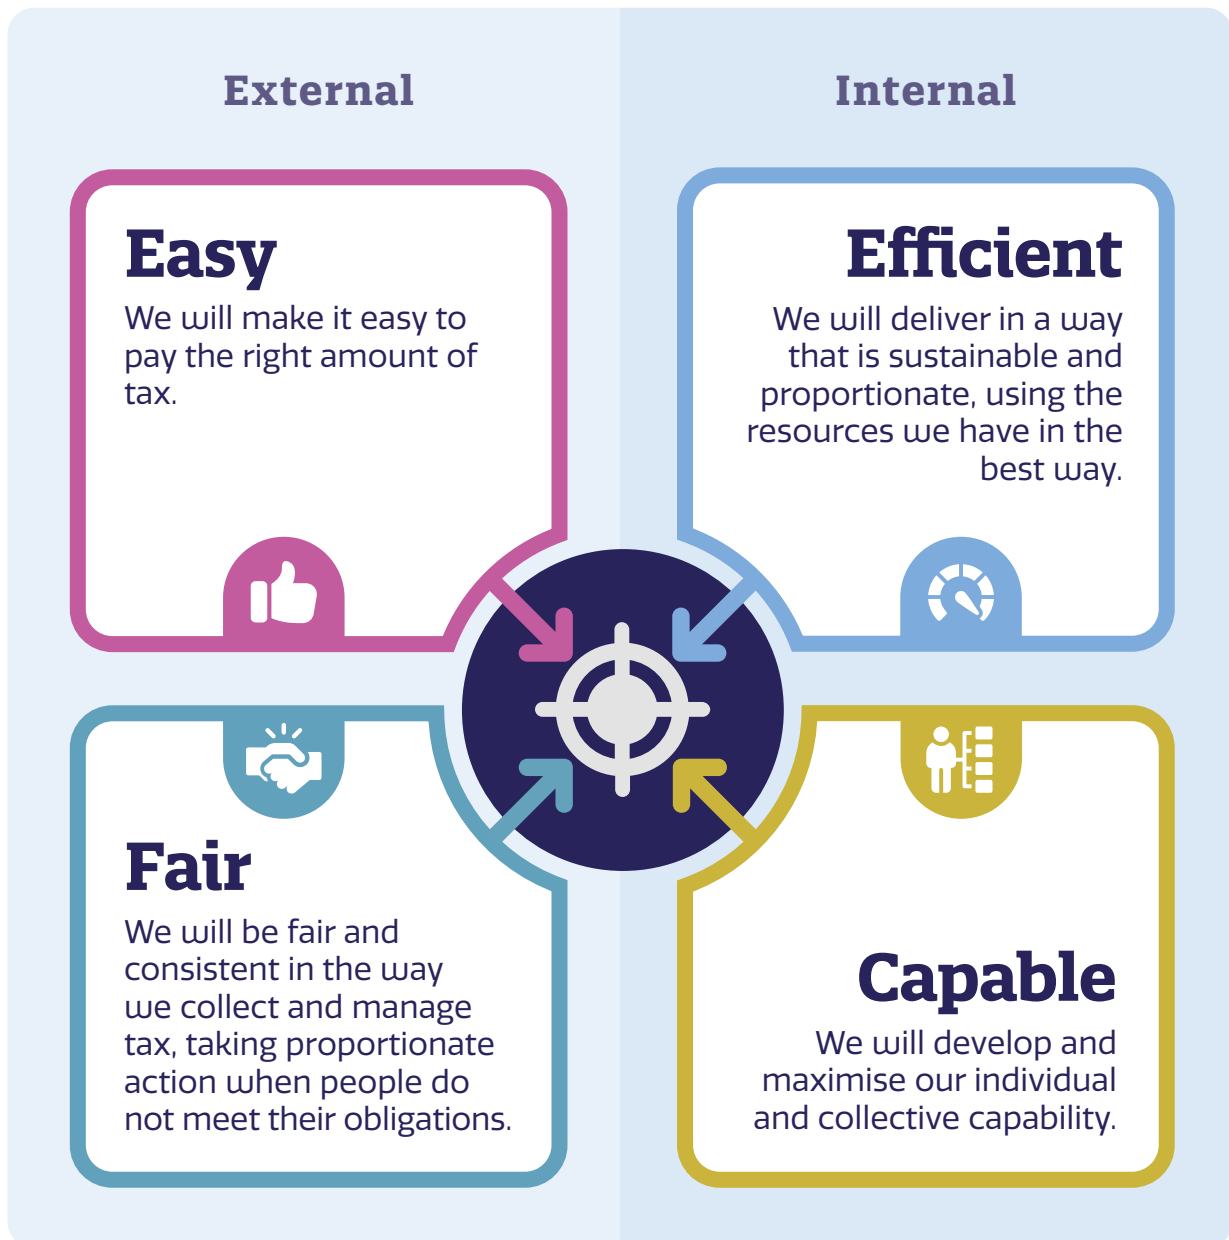 External
Easy
We will make it easy to
pay the right amount of
tax.
Fair
We will be fair and
consistent in the way
we collect and manage
tax, taking proportionate
action when people do
not meet their obligations.
Internal
Efficient
We will deliver in a way
that is sustainable and
proportionate, using the
resources we have in the
best way.
Capable
We will develop and
maximise our individual
and collective capability.